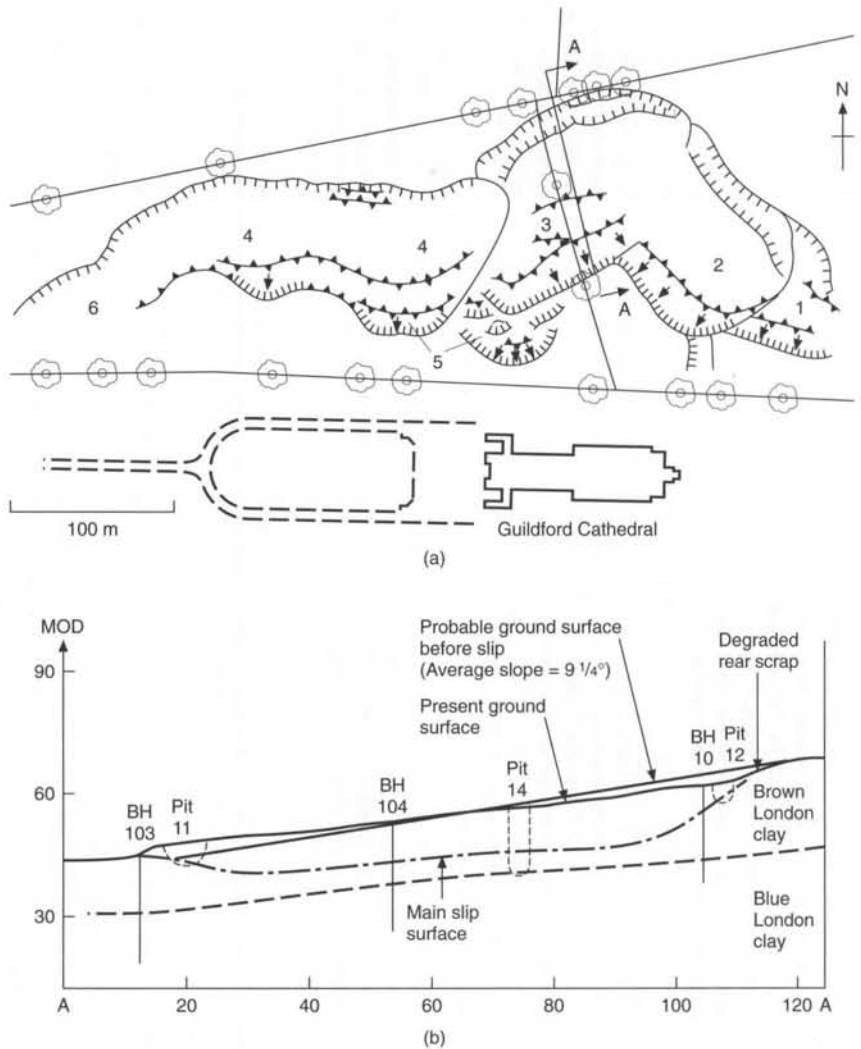 A
N
3
4
4
2
6
1
A
5
100 m
Guildford Cathedral
(a)
MOD
90
60
30
Probable ground surface
before slip
(Average slope = 9 1/4°)
Degraded
rear scrap
Present ground
surface
BH
103
Pit
11
BH
104
Pit
14
BH
10
Pit
12
Brown
London
clay
Main slip
surface
Blue
London
clay
A
20
40
60
80
100
120
A
(b)